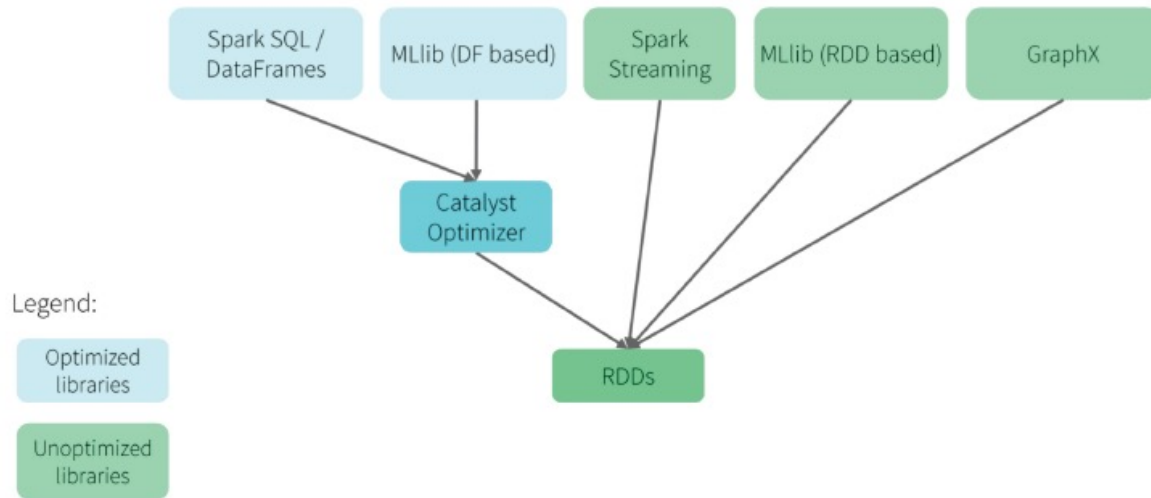 Spark SQL /
DataFrames
MLlib (DF based)
Spark
Streaming
MLlib (RDD based)
GraphX
Catalyst
Optimizer
RDDs
Legend:
Optimized
libraries
Unoptimized
libraries